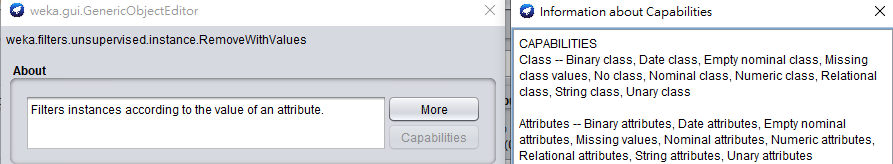 weka.gui.GenericObjectEditor
weka.filters.unsupervised.instance.RemoveWithValues
About
Filters instances according to the value of an attribute.
More
Capabilities
Information about Capabilities
CAPABILITIES
Class -- Binary class, Date class, Empty nominal class, Missing
class values, No class, Nominal class, Numeric class, Relational
class, String class, Unary class
Attributes -- Binary attributes, Date attributes, Empty nominal
attributes, Missing values, Nominal attributes, Numeric attributes,
Relational attributes, String attributes, Unary attributes